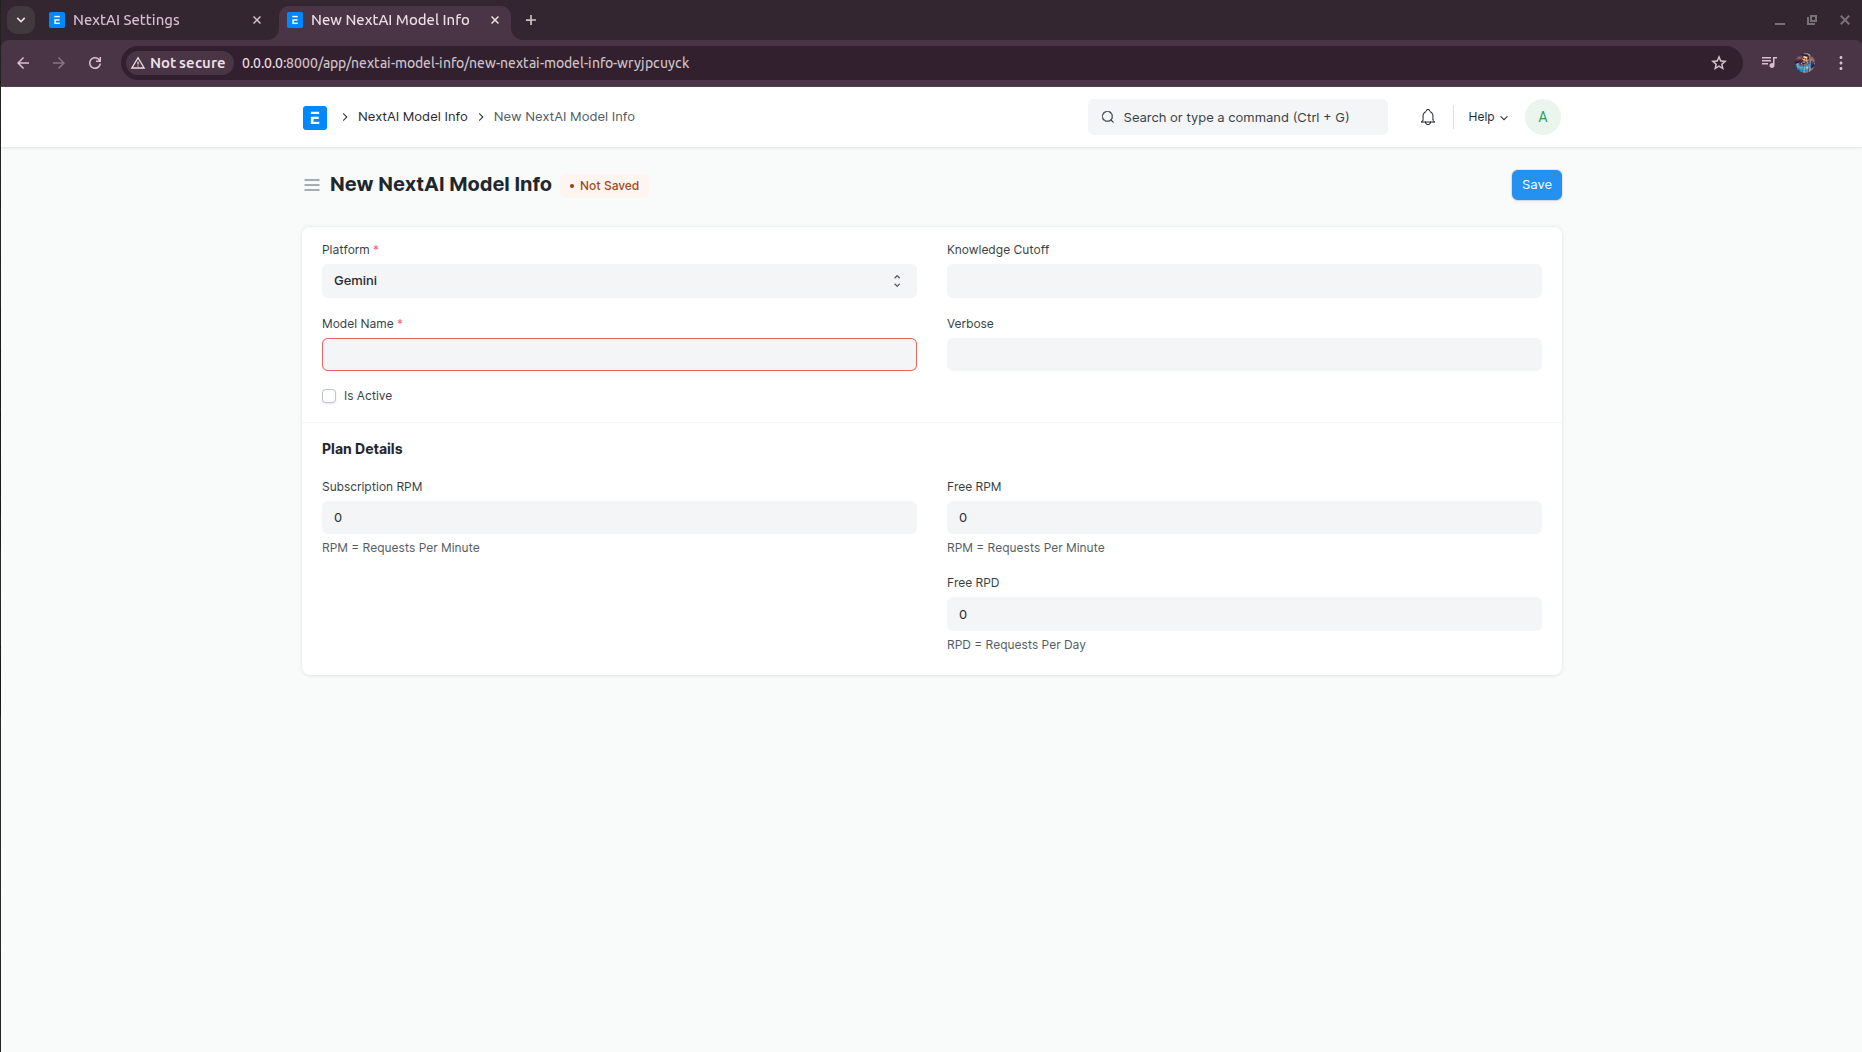 NextAI Settings
New NextAI Model Info
Not secure
0.0.0.0:8000/app/nextai-model-info/new-nextai-model-info-wryjpcuyck
E
NextAI Model Info
New NextAI Model Info
Search or type a command (Ctrl + G)
Help
A
New NextAI Model Info
Not Saved
Save
Platform *
Gemini
Knowledge Cutoff
Model Name *
Verbose
Is Active
Plan Details
Subscription RPM
0
RPM = Requests Per Minute
Free RPM
0
RPM = Requests Per Minute
Free RPD
0
RPD = Requests Per Day